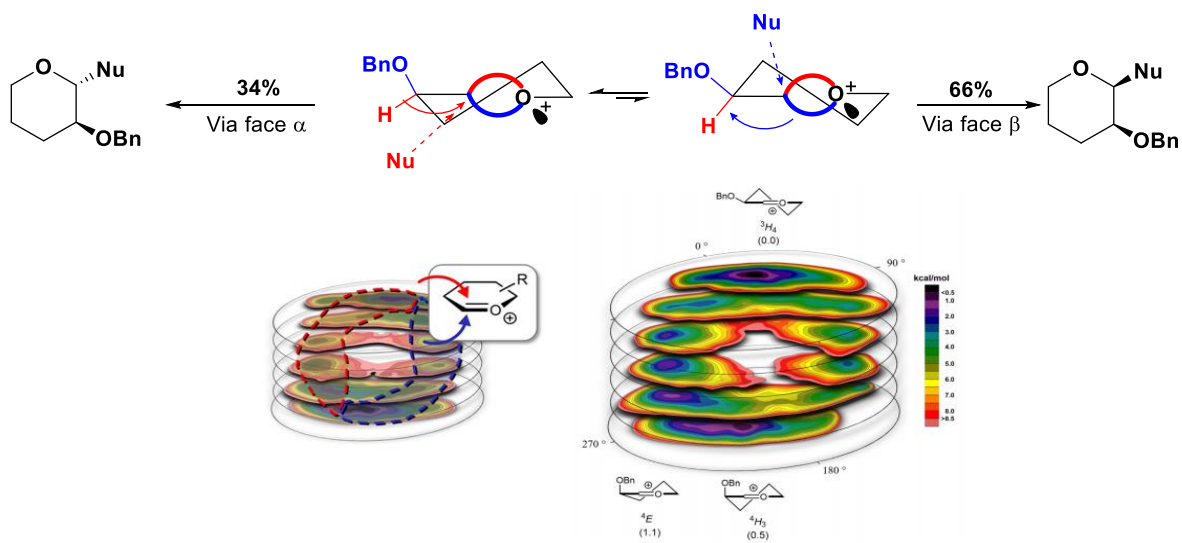 O
Nu
OBn
34%
Via face α
BnO
H
Nu
O
+
Nu
BnO
H
O
+
66%
Via face β
O
Nu
OBn
R
O
⊕
BnO
O
⊕
³H₄
(0.0)
0 °
90 °
kcal/mol
<0.5
1.0
2.0
3.0
4.0
5.0
6.0
7.0
8.0
>8.5
270 °
180 °
OBn
⊕
O
⁴E
(1.1)
OBn
⊕
O
⁴H₃
(0.5)